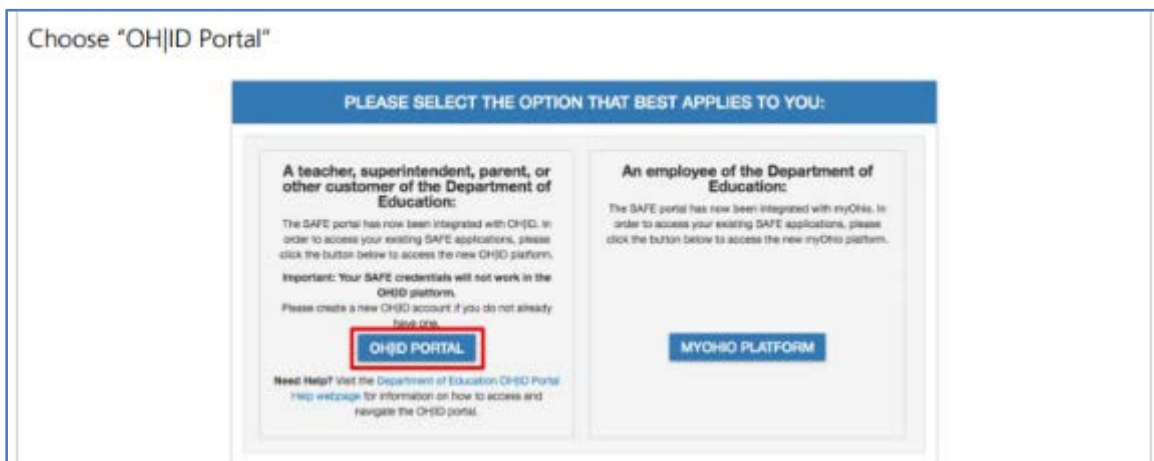 Choose "OH|ID Portal"
PLEASE SELECT THE OPTION THAT BEST APPLIES TO YOU:
A teacher, superintendent, parent, or
other customer of the Department of
Education:
The SAFE portal has now been integrated with OH|ID. In
order to access your existing SAFE applications, please
click the button below to access the new OH|ID platform.
Important: Your SAFE credentials will not work in the
OH|ID platform.
Please create a new OH|ID account if you do not already
have one.
OH|ID PORTAL
Need Help? Visit the Department of Education OH|ID Portal
Help webpage for information on how to access and
navigate the OH|ID portal.
An employee of the Department of
Education:
The SAFE portal has now been integrated with myOhio. In
order to access your existing SAFE applications, please
click the button below to access the new myOhio platform.
MYOHIO PLATFORM